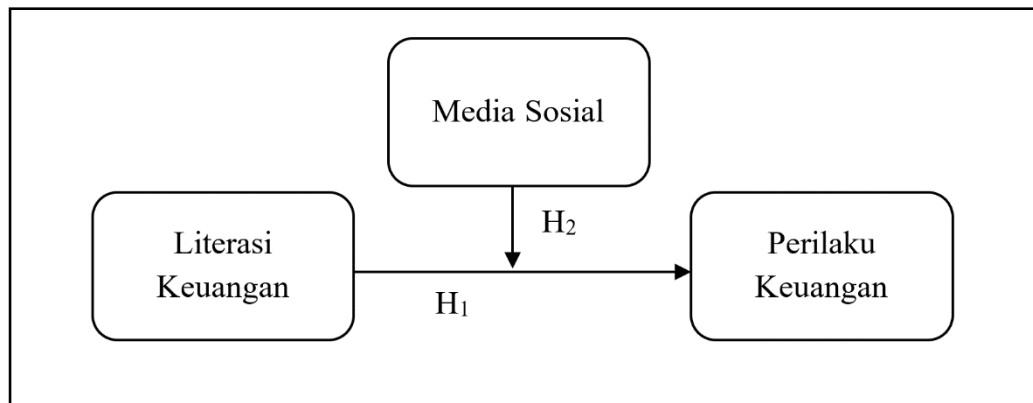 Media Sosial
H₂
Literasi
Keuangan
H₁
Perilaku
Keuangan